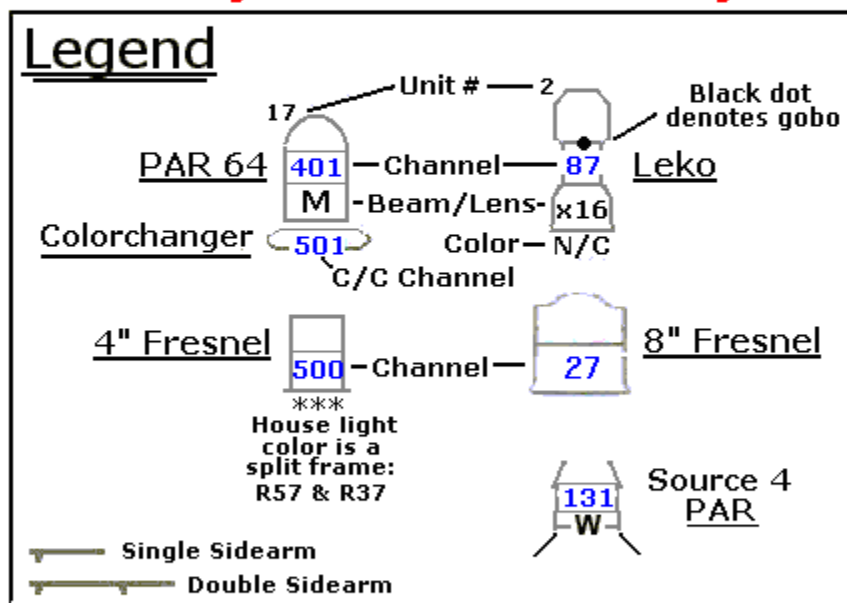 Legend
Unit #
17
2
Black dot
denotes gobo
PAR 64
401
Channel
87
Leko
M
Beam/Lens
x16
Colorchanger
501
Color
N/C
C/C Channel
4" Fresnel
500
Channel
27
8" Fresnel
***
House light
color is a
split frame:
R57 & R37
131
W
Source 4
PAR
Single Sidearm
Double Sidearm